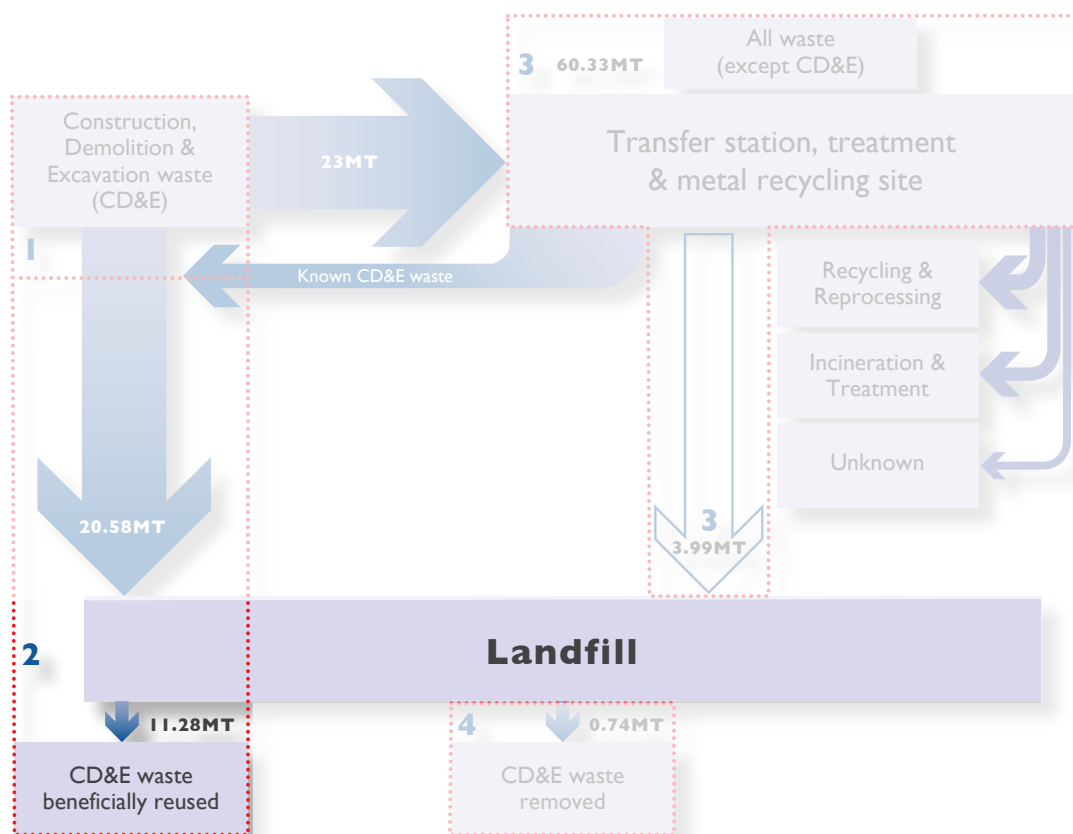 All waste
(except CD&E)
3
60.33MT
Construction,
Demolition &
Excavation waste
(CD&E)
23MT
Transfer station, treatment
& metal recycling site
1
Known CD&E waste
Recycling &
Reprocessing
Incineration &
Treatment
Unknown
20.58MT
3
3.99MT
2
Landfill
11.28MT
4
0.74MT
CD&E waste
beneficially reused
CD&E waste
removed